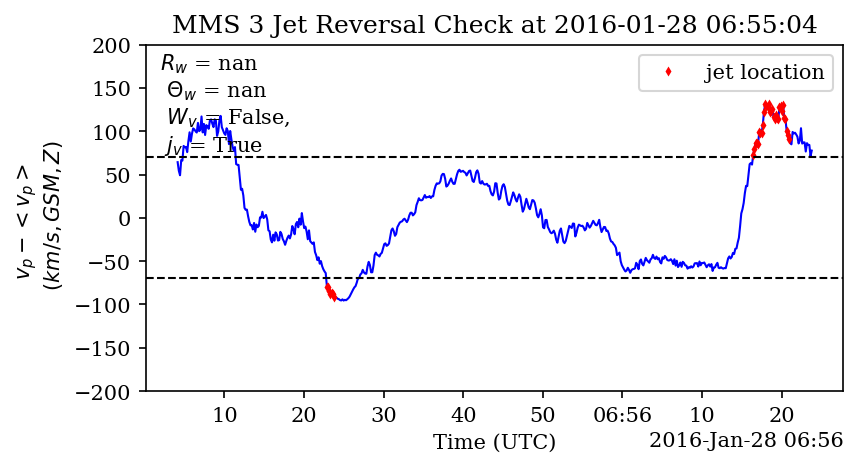 MMS 3 Jet Reversal Check at 2016-01-28 06:55:04
200
150
100
50
0
−50
−100
−150
−200
v_p − < v_p >
(km/s, GSM, Z)
R_w = nan
Θ_w = nan
W_v = False,
j_v = True
jet location
10 20 30 40 50 06:56 10 20
Time (UTC)
2016-Jan-28 06:56